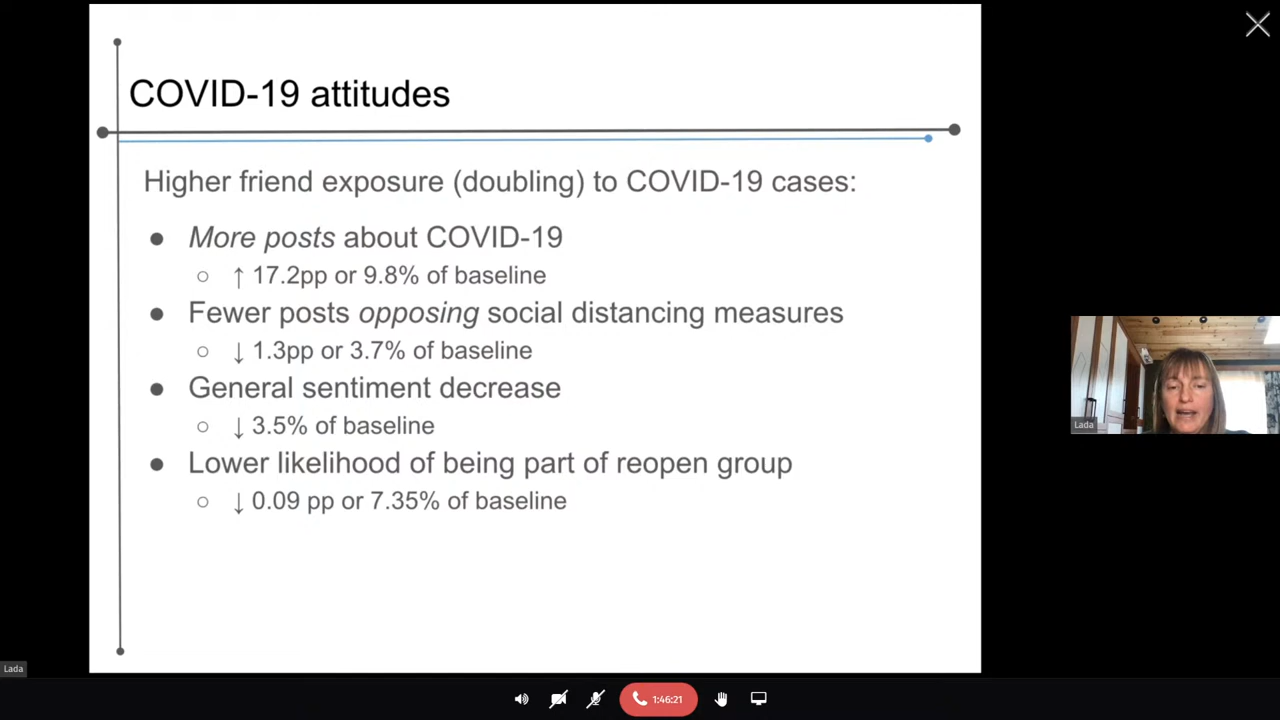 COVID-19 attitudes
Higher friend exposure (doubling) to COVID-19 cases:
● More posts about COVID-19
○ ↑ 17.2pp or 9.8% of baseline
● Fewer posts opposing social distancing measures
○ ↓ 1.3pp or 3.7% of baseline
● General sentiment decrease
○ ↓ 3.5% of baseline
● Lower likelihood of being part of reopen group
○ ↓ 0.09 pp or 7.35% of baseline
Lada
Lada
1:46:21